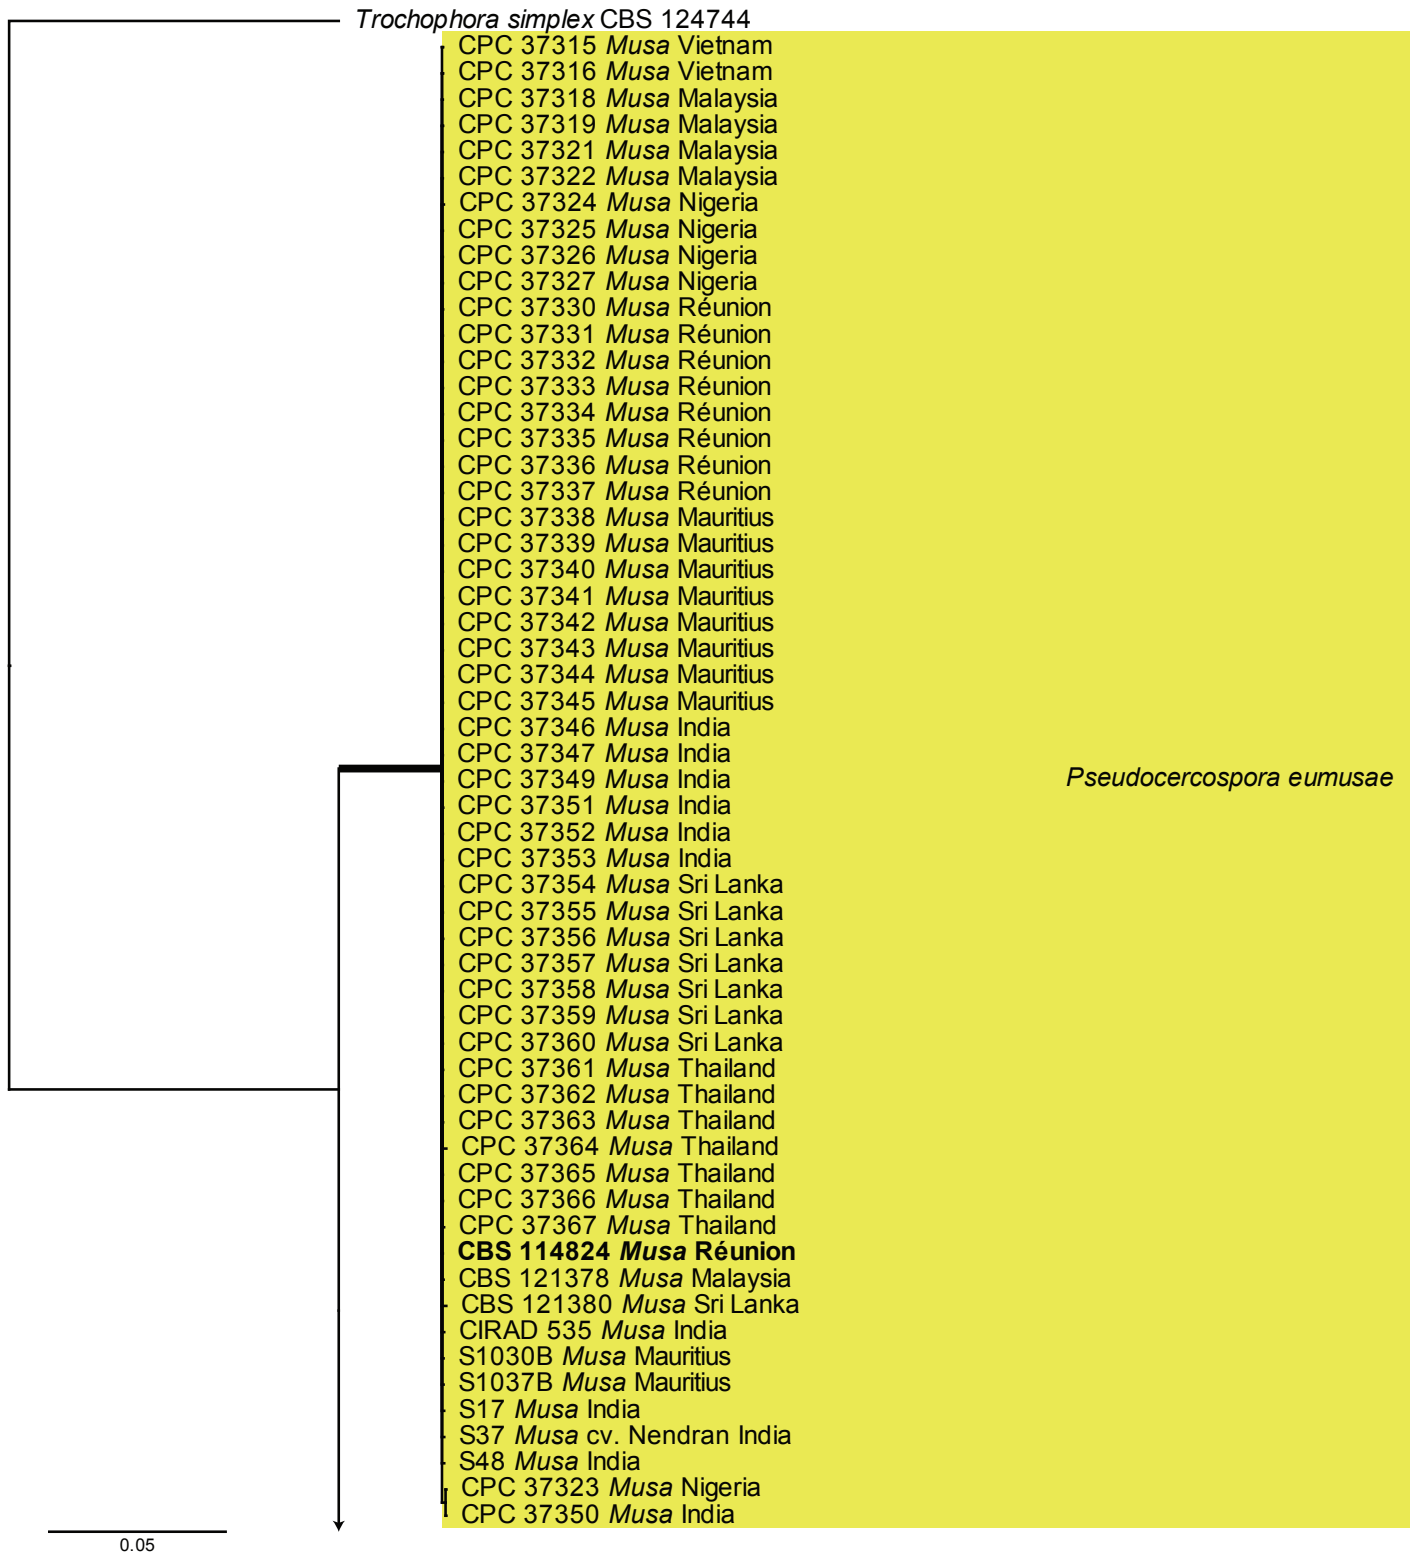 Trochophora simplex CBS 124744
CPC 37315 Musa Vietnam
CPC 37316 Musa Vietnam
CPC 37318 Musa Malaysia
CPC 37319 Musa Malaysia
CPC 37321 Musa Malaysia
CPC 37322 Musa Malaysia
CPC 37324 Musa Nigeria
CPC 37325 Musa Nigeria
CPC 37326 Musa Nigeria
CPC 37327 Musa Nigeria
CPC 37330 Musa Réunion
CPC 37331 Musa Réunion
CPC 37332 Musa Réunion
CPC 37333 Musa Réunion
CPC 37334 Musa Réunion
CPC 37335 Musa Réunion
CPC 37336 Musa Réunion
CPC 37337 Musa Réunion
CPC 37338 Musa Mauritius
CPC 37339 Musa Mauritius
CPC 37340 Musa Mauritius
CPC 37341 Musa Mauritius
CPC 37342 Musa Mauritius
CPC 37343 Musa Mauritius
CPC 37344 Musa Mauritius
CPC 37345 Musa Mauritius
CPC 37346 Musa India
CPC 37347 Musa India
CPC 37349 Musa India
Pseudocercospora eumusae
CPC 37351 Musa India
CPC 37352 Musa India
CPC 37353 Musa India
CPC 37354 Musa Sri Lanka
CPC 37355 Musa Sri Lanka
CPC 37356 Musa Sri Lanka
CPC 37357 Musa Sri Lanka
CPC 37358 Musa Sri Lanka
CPC 37359 Musa Sri Lanka
CPC 37360 Musa Sri Lanka
CPC 37361 Musa Thailand
CPC 37362 Musa Thailand
CPC 37363 Musa Thailand
CPC 37364 Musa Thailand
CPC 37365 Musa Thailand
CPC 37366 Musa Thailand
CPC 37367 Musa Thailand
CBS 114824 Musa Réunion
CBS 121378 Musa Malaysia
CBS 121380 Musa Sri Lanka
CIRAD 535 Musa India
S1030B Musa Mauritius
S1037B Musa Mauritius
S17 Musa India
S37 Musa cv. Nendran India
S48 Musa India
CPC 37323 Musa Nigeria
CPC 37350 Musa India
0.05